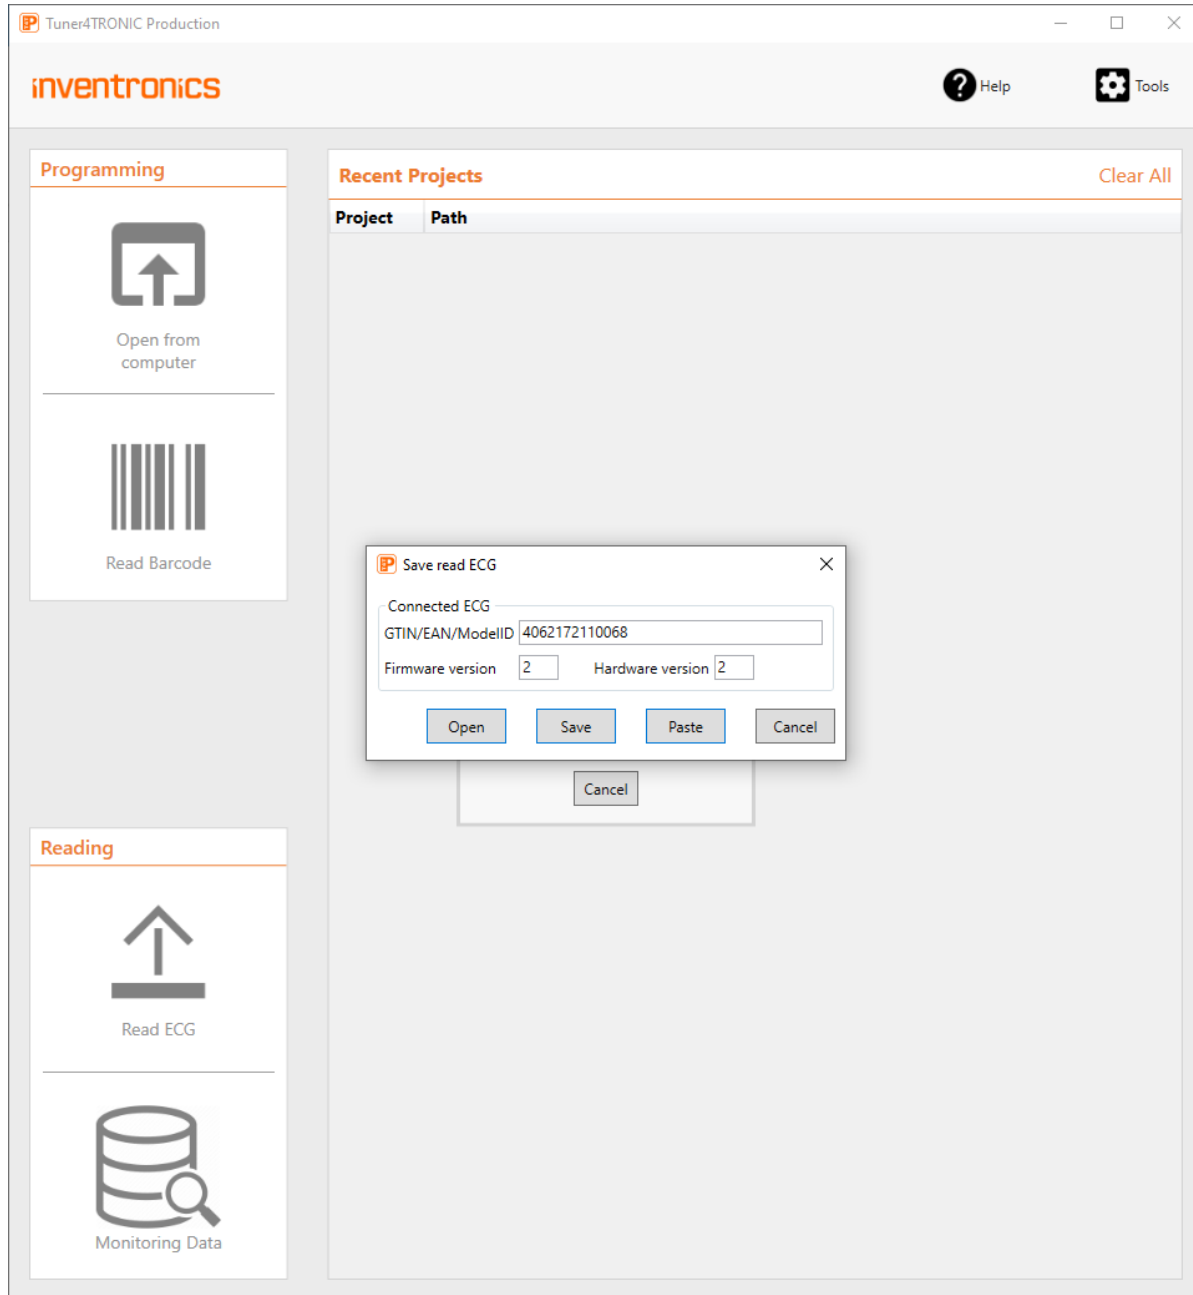 Tuner4TRONIC Production
inventronics
Help
Tools
Programming
Open from
computer
Read Barcode
Recent Projects
Clear All
Project Path
Save read ECG
Connected ECG
GTIN/EAN/ModelID 4062172110068
Firmware version 2 Hardware version 2
Open Save Paste Cancel
Cancel
Reading
Read ECG
Monitoring Data